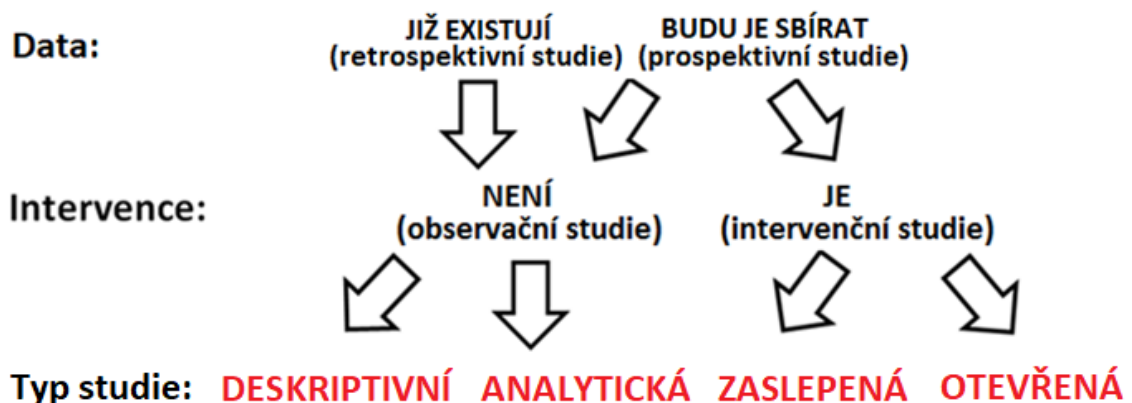 Data:
JIŽ EXISTUJÍ
(retrospektivní studie)
BUDU JE SBÍRAT
(prospektivní studie)
Intervence:
NENÍ
(observační studie)
JE
(intervenční studie)
Typ studie: DESKRIPTIVNÍ ANALYTICKÁ ZASLEPENÁ OTEVŘENÁ